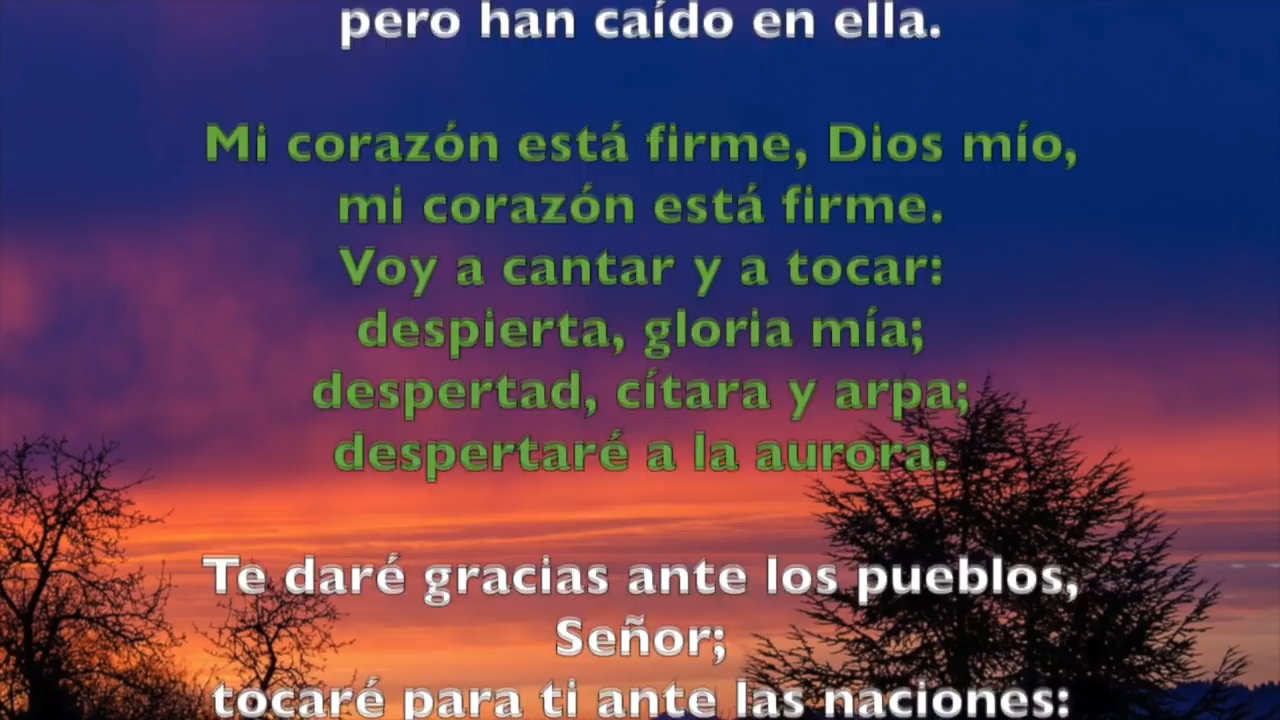 pero han caído en ella.
Mi corazón está firme, Dios mío,
mi corazón está firme.
Voy a cantar y a tocar:
despierta, gloria mía;
despertad, cítara y arpa;
despertaré a la aurora.
Te daré gracias ante los pueblos,
Señor;
tocaré para ti ante las naciones: